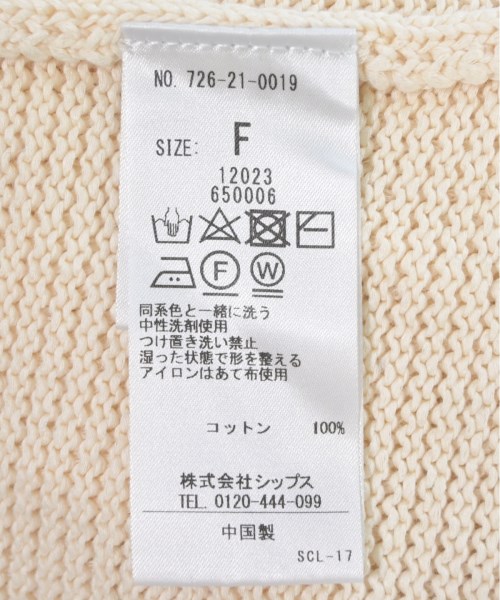 NO. 726-21-0019
SIZE: F
12023
650006
F W
同系色と一緒に洗う
中性洗剤使用
つけ置き洗い禁止
湿った状態で形を整える
アイロンはあて布使用
コットン 100%
株式会社シップス
TEL. 0120-444-099
中国製
SCL-17